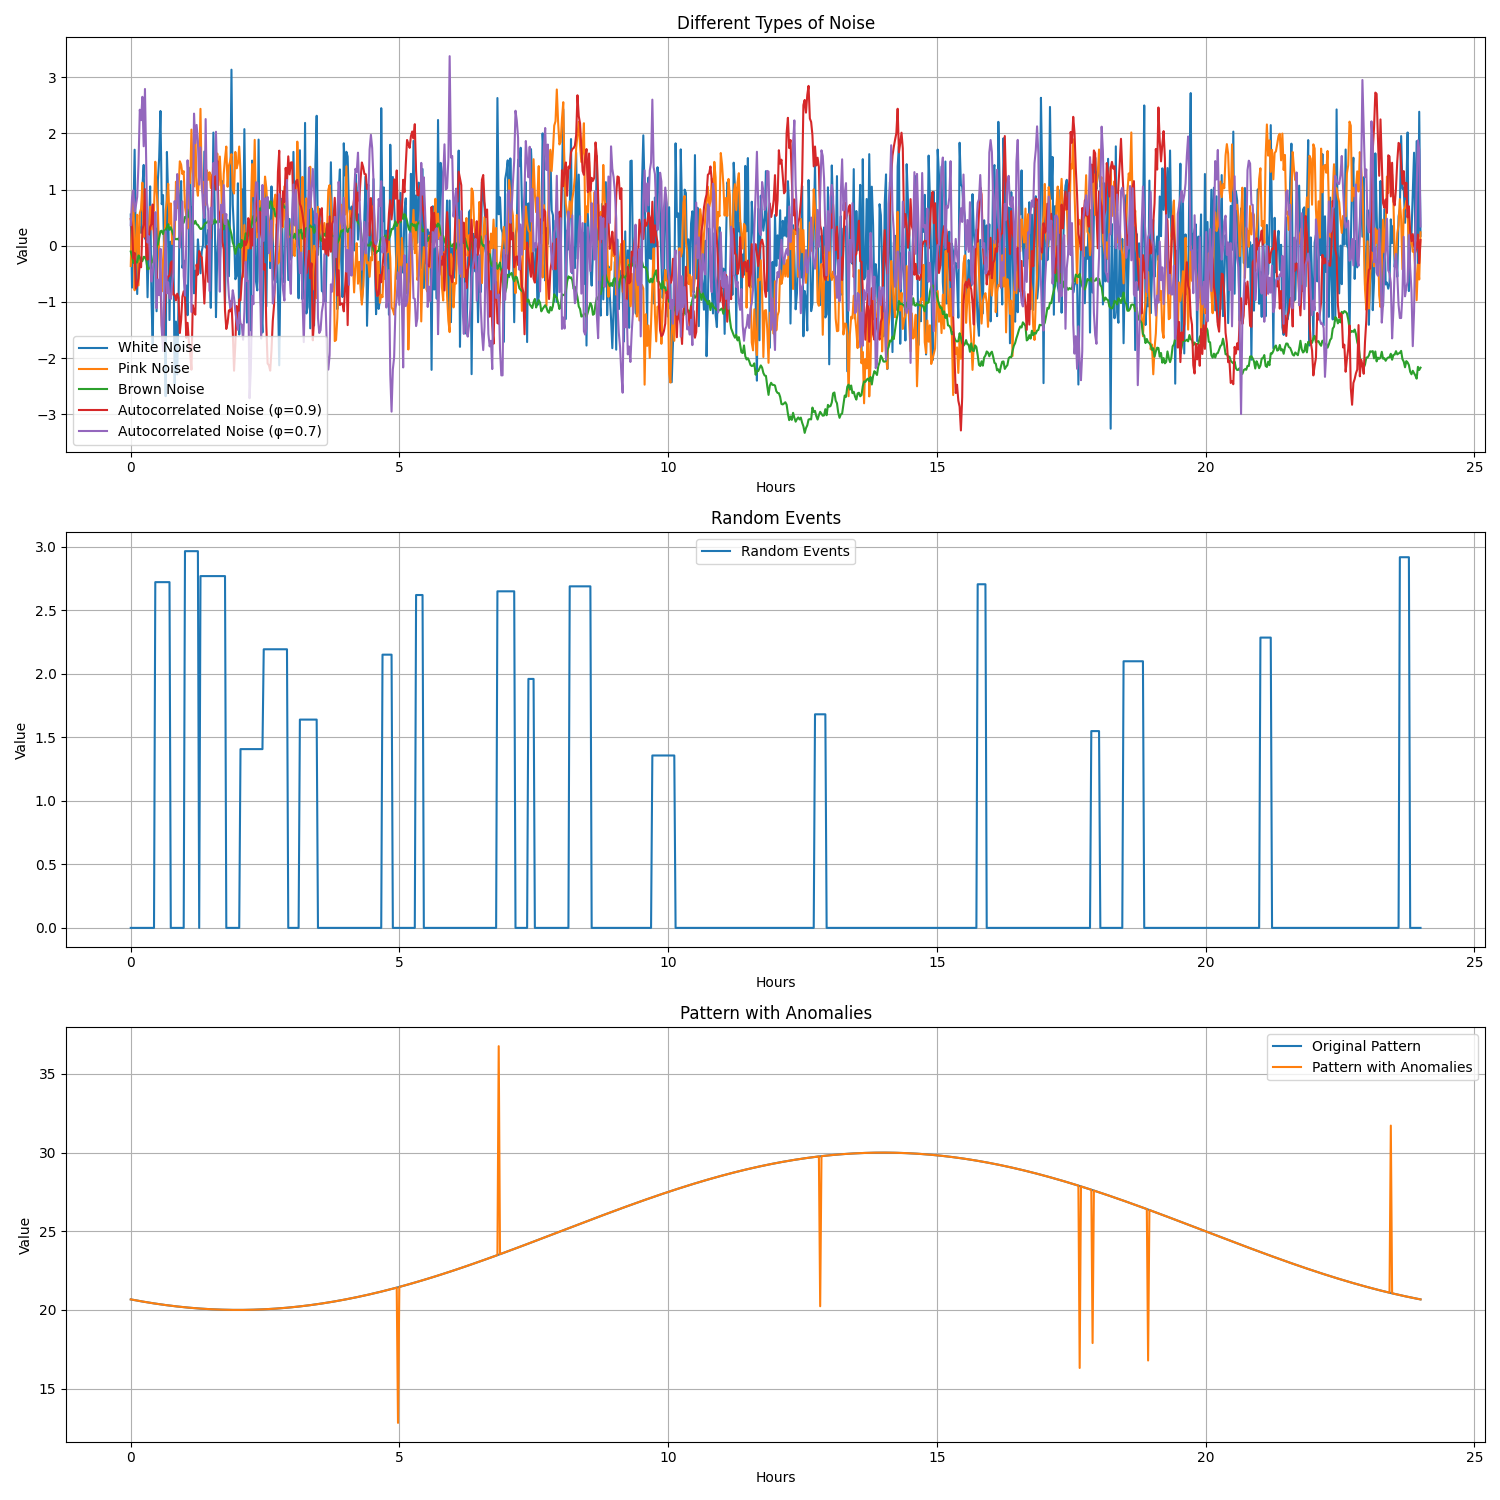 Different Types of Noise
3
2
1
0
−1
−2
−3
Value
White Noise
Pink Noise
Brown Noise
Autocorrelated Noise (φ=0.9)
Autocorrelated Noise (φ=0.7)
0 5 10 15 20 25
Hours
Random Events
3.0
2.5
2.0
1.5
1.0
0.5
0.0
Value
Random Events
0 5 10 15 20 25
Hours
Pattern with Anomalies
35
30
25
20
15
Value
Original Pattern
Pattern with Anomalies
0 5 10 15 20 25
Hours